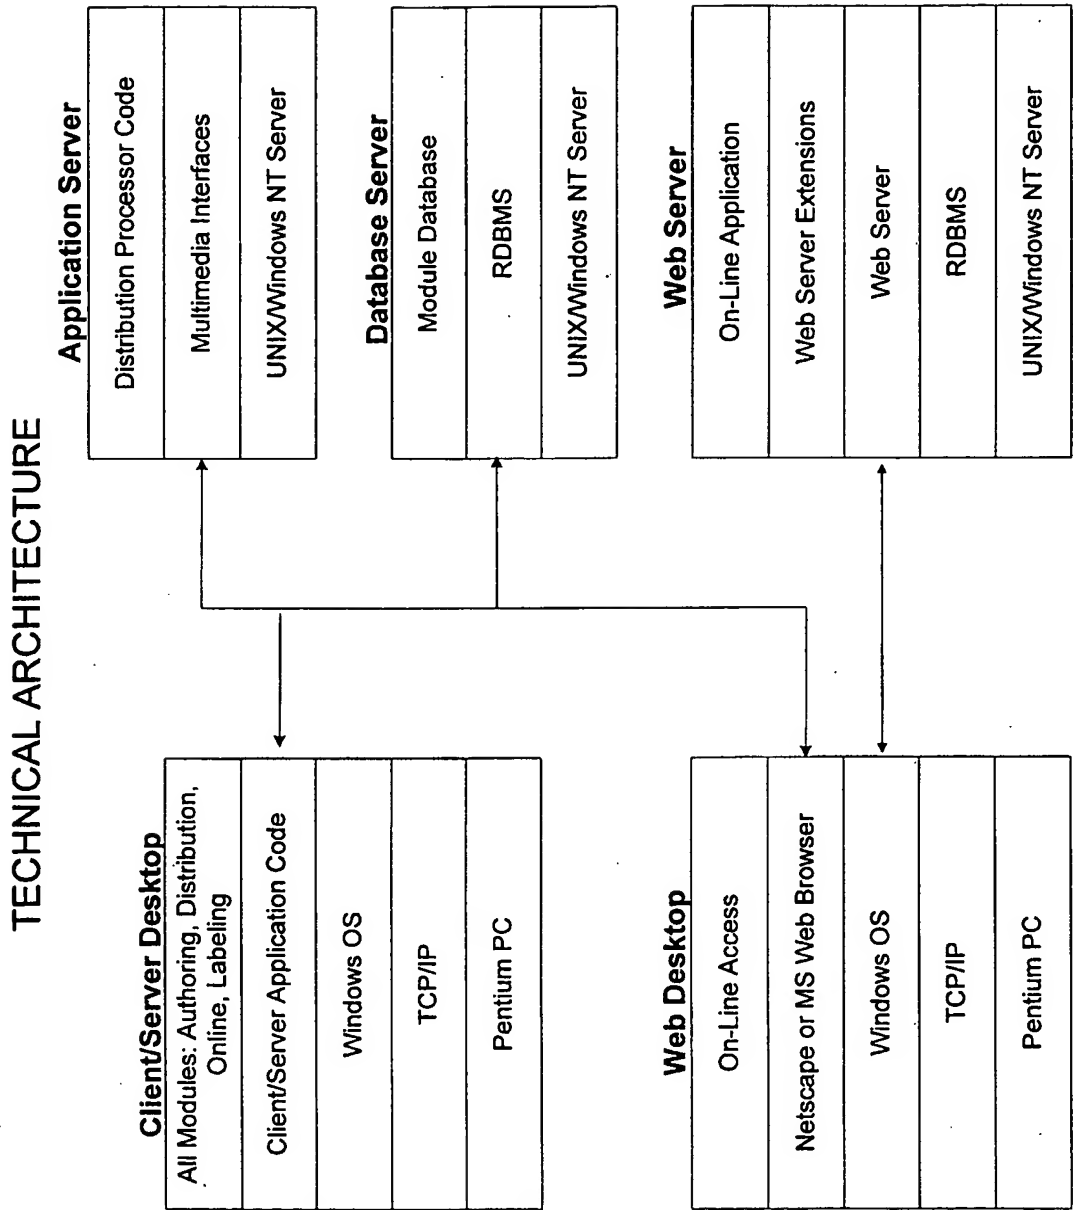 TECHNICAL ARCHITECTURE
Client/Server Desktop
All Modules: Authoring, Distribution,
Online, Labeling
Client/Server Application Code
Windows OS
TCP/IP
Pentium PC
Application Server
Distribution Processor Code
Multimedia Interfaces
UNIX/Windows NT Server
Database Server
Module Database
RDBMS
UNIX/Windows NT Server
Web Desktop
On-Line Access
Netscape or MS Web Browser
Windows OS
TCP/IP
Pentium PC
Web Server
On-Line Application
Web Server Extensions
Web Server
RDBMS
UNIX/Windows NT Server